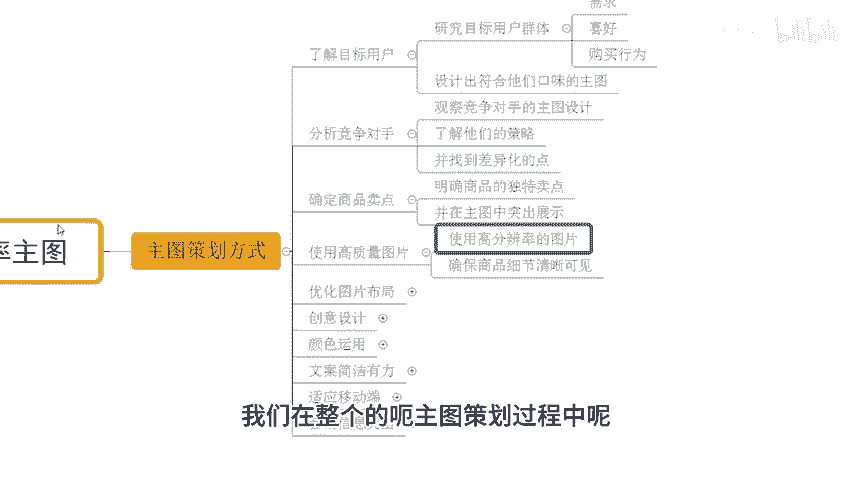 需求
研究目标用户群体
喜好
了解目标用户
购买行为
设计出符合他们口味的主图
观察竞争对手的主图设计
分析竞争对手
了解他们的策略
并找到差异化的点
明确商品的独特卖点
确定商品卖点
并在主图中突出展示
率主图
主图策划方式
使用高分辨率的图片
使用高质量图片
确保商品细节清晰可见
优化图片布局
创意设计
颜色运用
文案简洁有力
适应移动端
我们在整个的呃主图策划过程中呢
bilibili